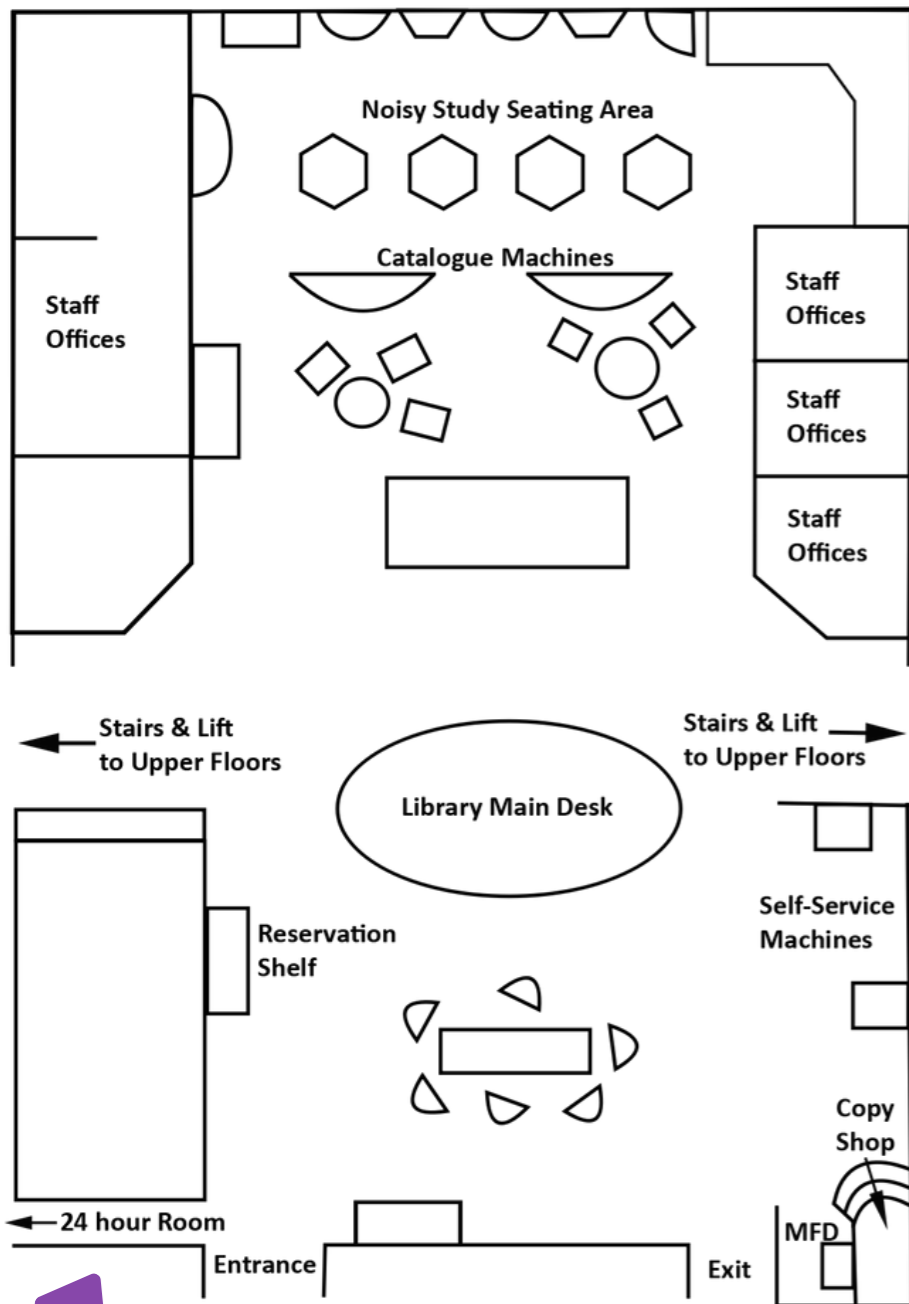 Noisy Study Seating Area
Catalogue Machines
Staff
Offices
Staff
Offices
Staff
Offices
Staff
Offices
Stairs & Lift
to Upper Floors
Stairs & Lift
to Upper Floors
Library Main Desk
Self-Service
Machines
Reservation
Shelf
Copy
Shop
24 hour Room
MFD
Entrance
Exit